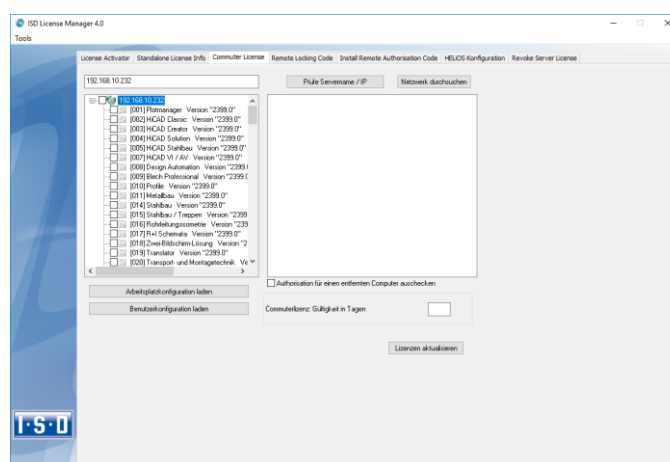 ISD License Manager 4.0
Tools
License Activator Standalone License Info Commuter License Remote Locking Code Install Remote Authorisation Code HELiOS Konfiguration Revoke Server License
192.168.10.232 Prüfe Servername / IP Netzwerk durchsuchen
192.168.10.232
[001] Plotmanager Version "2399.0"
[002] HiCAD Classic Version "2399.0"
[003] HiCAD Creator Version "2399.0"
[004] HiCAD Solution Version "2399.0"
[005] HiCAD Stahlbau Version "2399.0"
[007] HiCAD VI / AV Version "2399.0"
[008] Design Automation Version "2399.
[009] Blech Professional Version "2399.
[010] Profile Version "2399.0"
[011] Metallbau Version "2399.0"
[014] Stahlbau Version "2399.0"
[015] Stahlbau / Treppen Version "2399
[016] Rohrleitungsisometrie Version "239
[017] R+I Schemata Version "2399.0"
[018] Zwei-Bildschirm-Lösung Version "2
[019] Translator Version "2399.0"
[020] Transport- und Montagetechnik Ve
Authorisation für einen entfernten Computer auschecken
Arbeitsplatzkonfiguration laden
Benutzerkonfiguration laden Commuterlizenz: Gültigkeit in Tagen
Lizenzen aktualisieren
I·S·D